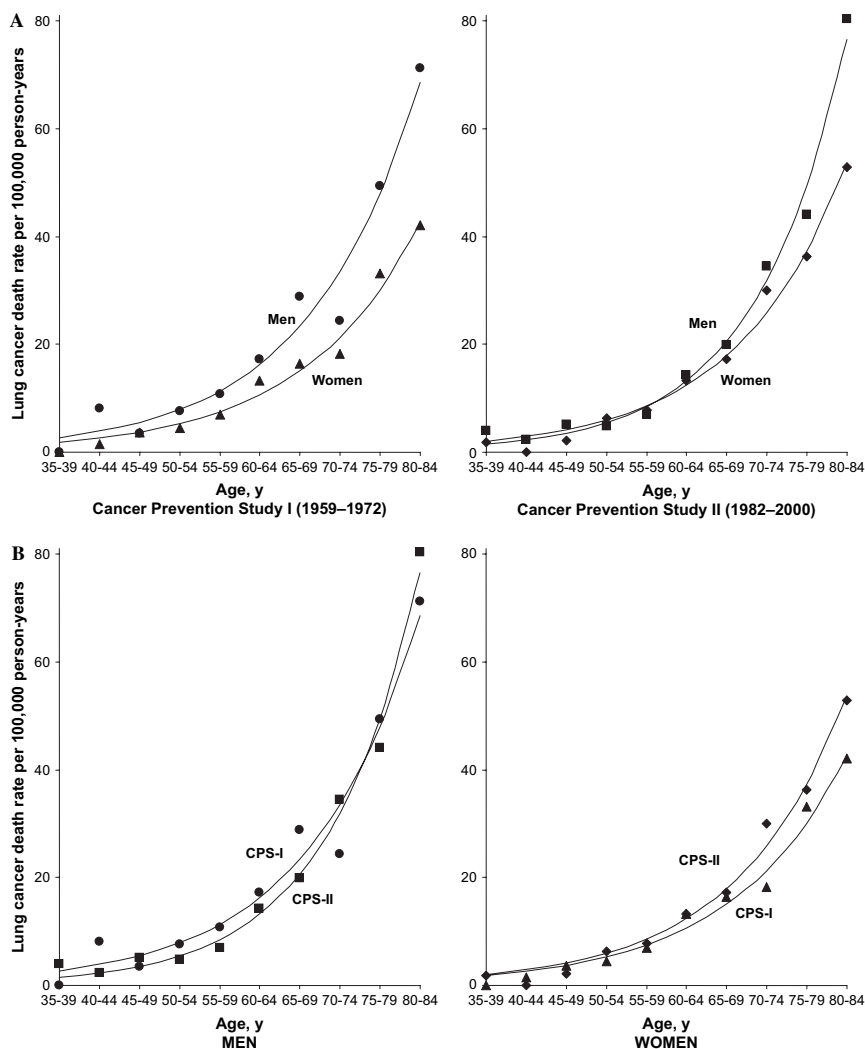 A
Lung cancer death rate per 100,000 person-years
80
60
40
20
0
Men
Women
35-39 40-44 45-49 50-54 55-59 60-64 65-69 70-74 75-79 80-84
Age, y
Cancer Prevention Study I (1959–1972)
80
60
40
20
0
Men
Women
35-39 40-44 45-49 50-54 55-59 60-64 65-69 70-74 75-79 80-84
Age, y
Cancer Prevention Study II (1982–2000)
B
Lung cancer death rate per 100,000 person-years
80
60
40
20
0
CPS-I
CPS-II
35-39 40-44 45-49 50-54 55-59 60-64 65-69 70-74 75-79 80-84
Age, y
MEN
80
60
40
20
0
CPS-II
CPS-I
35-39 40-44 45-49 50-54 55-59 60-64 65-69 70-74 75-79 80-84
Age, y
WOMEN